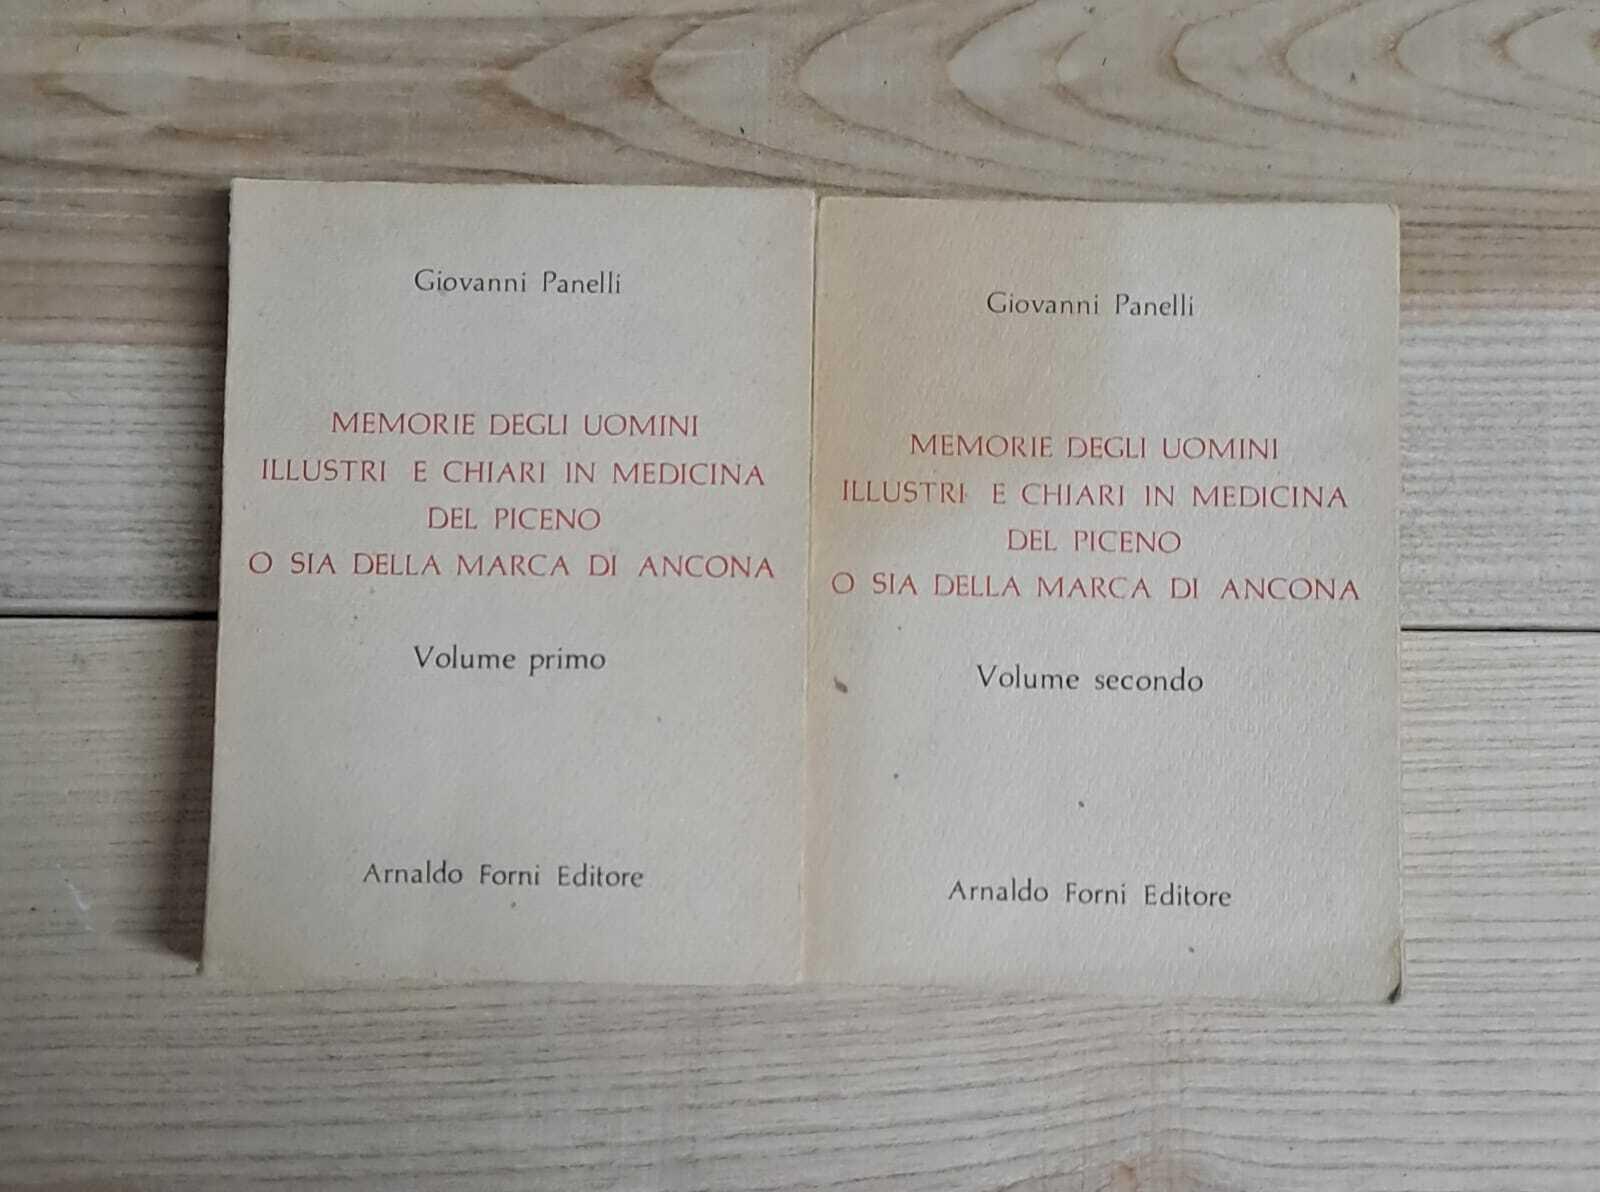 Giovanni Panelli
MEMORIE DEGLI UOMINI
ILLUSTRI E CHIARI IN MEDICINA
DEL PICENO
O SIA DELLA MARCA DI ANCONA
Volume primo
Arnaldo Forni Editore
Giovanni Panelli
MEMORIE DEGLI UOMINI
ILLUSTRI E CHIARI IN MEDICINA
DEL PICENO
O SIA DELLA MARCA DI ANCONA
Volume secondo
Arnaldo Forni Editore